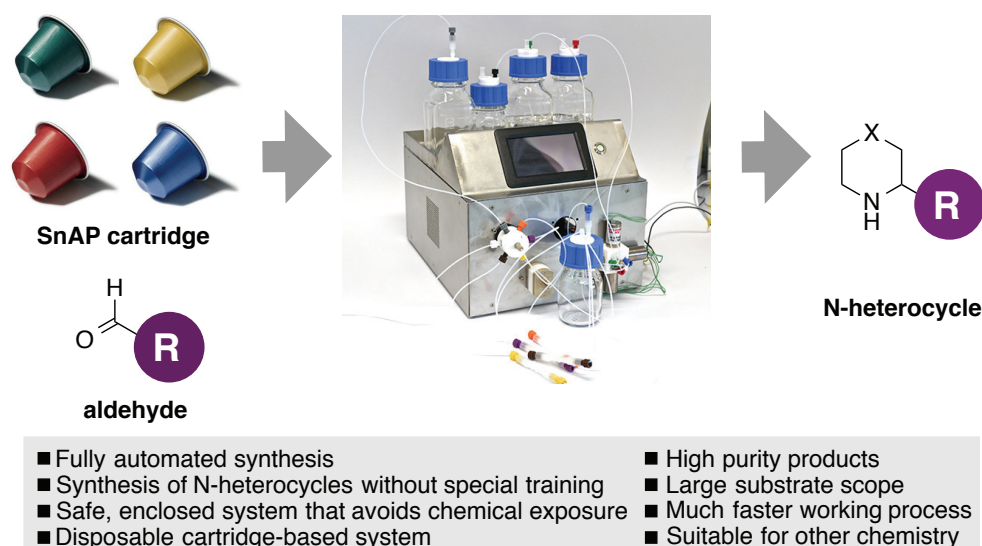 SnAP cartridge
H
O
R
aldehyde
X
N
H
R
N-heterocycle
■ Fully automated synthesis
■ Synthesis of N-heterocycles without special training
■ Safe, enclosed system that avoids chemical exposure
■ Disposable cartridge-based system
■ High purity products
■ Large substrate scope
■ Much faster working process
■ Suitable for other chemistry